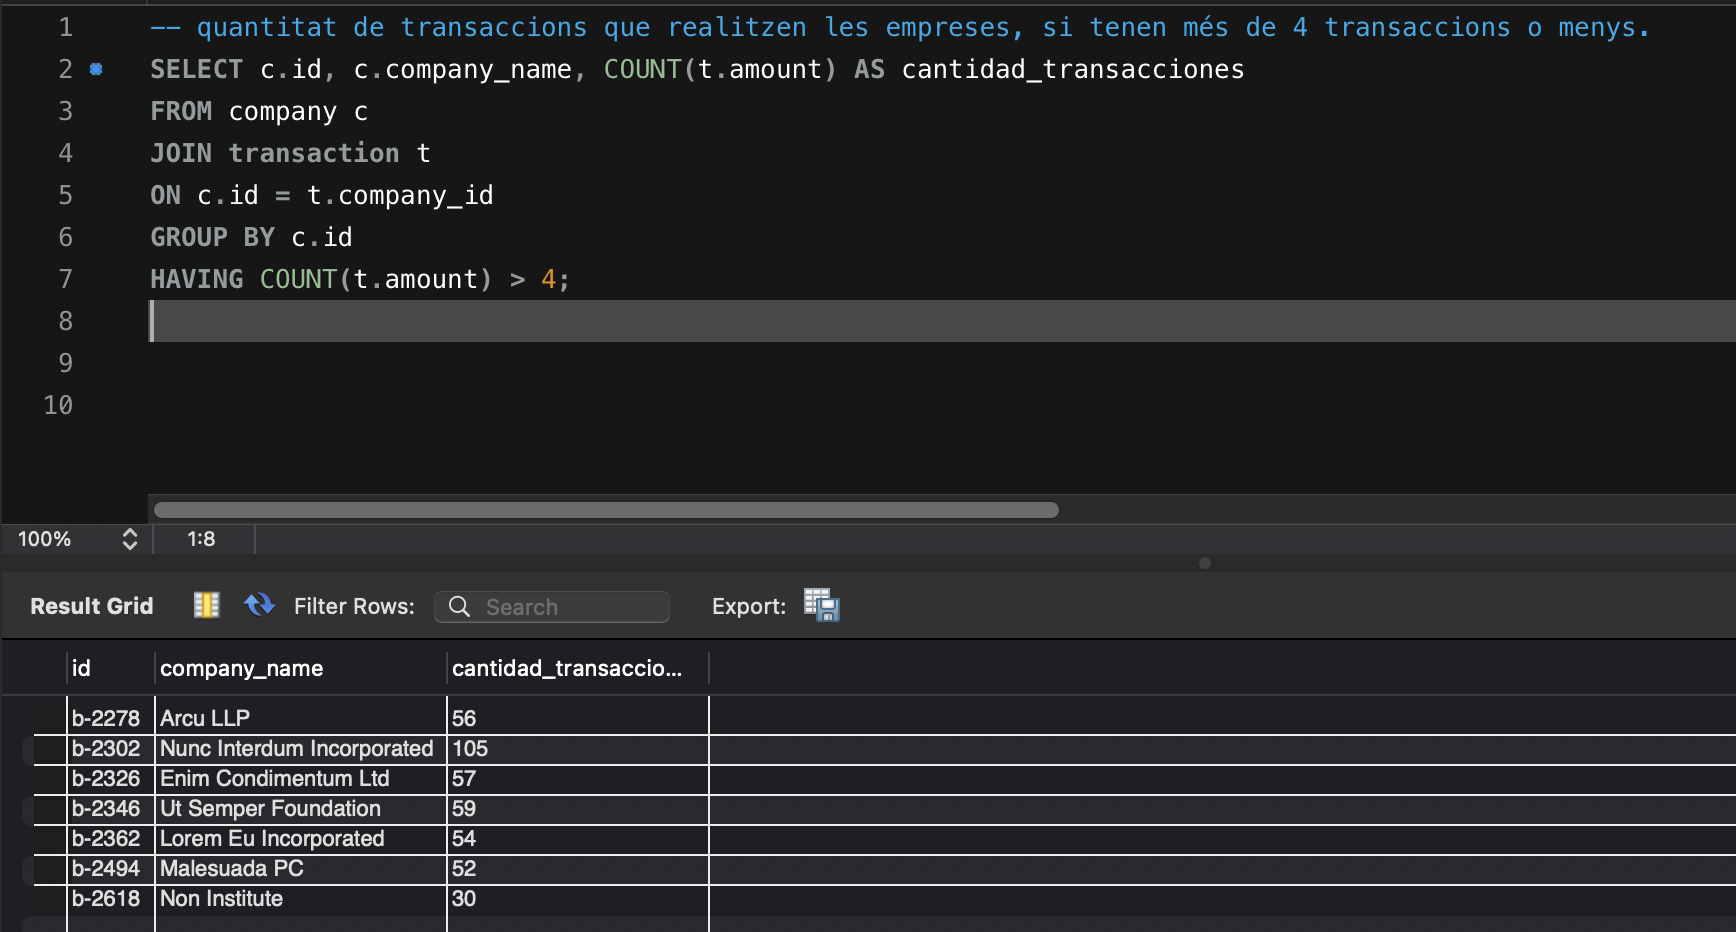 1 -- quantitat de transaccions que realitzen les empreses, si tenen més de 4 transaccions o menys.
2 SELECT c.id, c.company_name, COUNT(t.amount) AS cantidad_transacciones
3 FROM company c
4 JOIN transaction t
5 ON c.id = t.company_id
6 GROUP BY c.id
7 HAVING COUNT(t.amount) > 4;
8
9
10
100% 1:8
Result Grid Filter Rows: Search Export:
id company_name cantidad_transaccio...
b-2278 Arcu LLP 56
b-2302 Nunc Interdum Incorporated 105
b-2326 Enim Condimentum Ltd 57
b-2346 Ut Semper Foundation 59
b-2362 Lorem Eu Incorporated 54
b-2494 Malesuada PC 52
b-2618 Non Institute 30